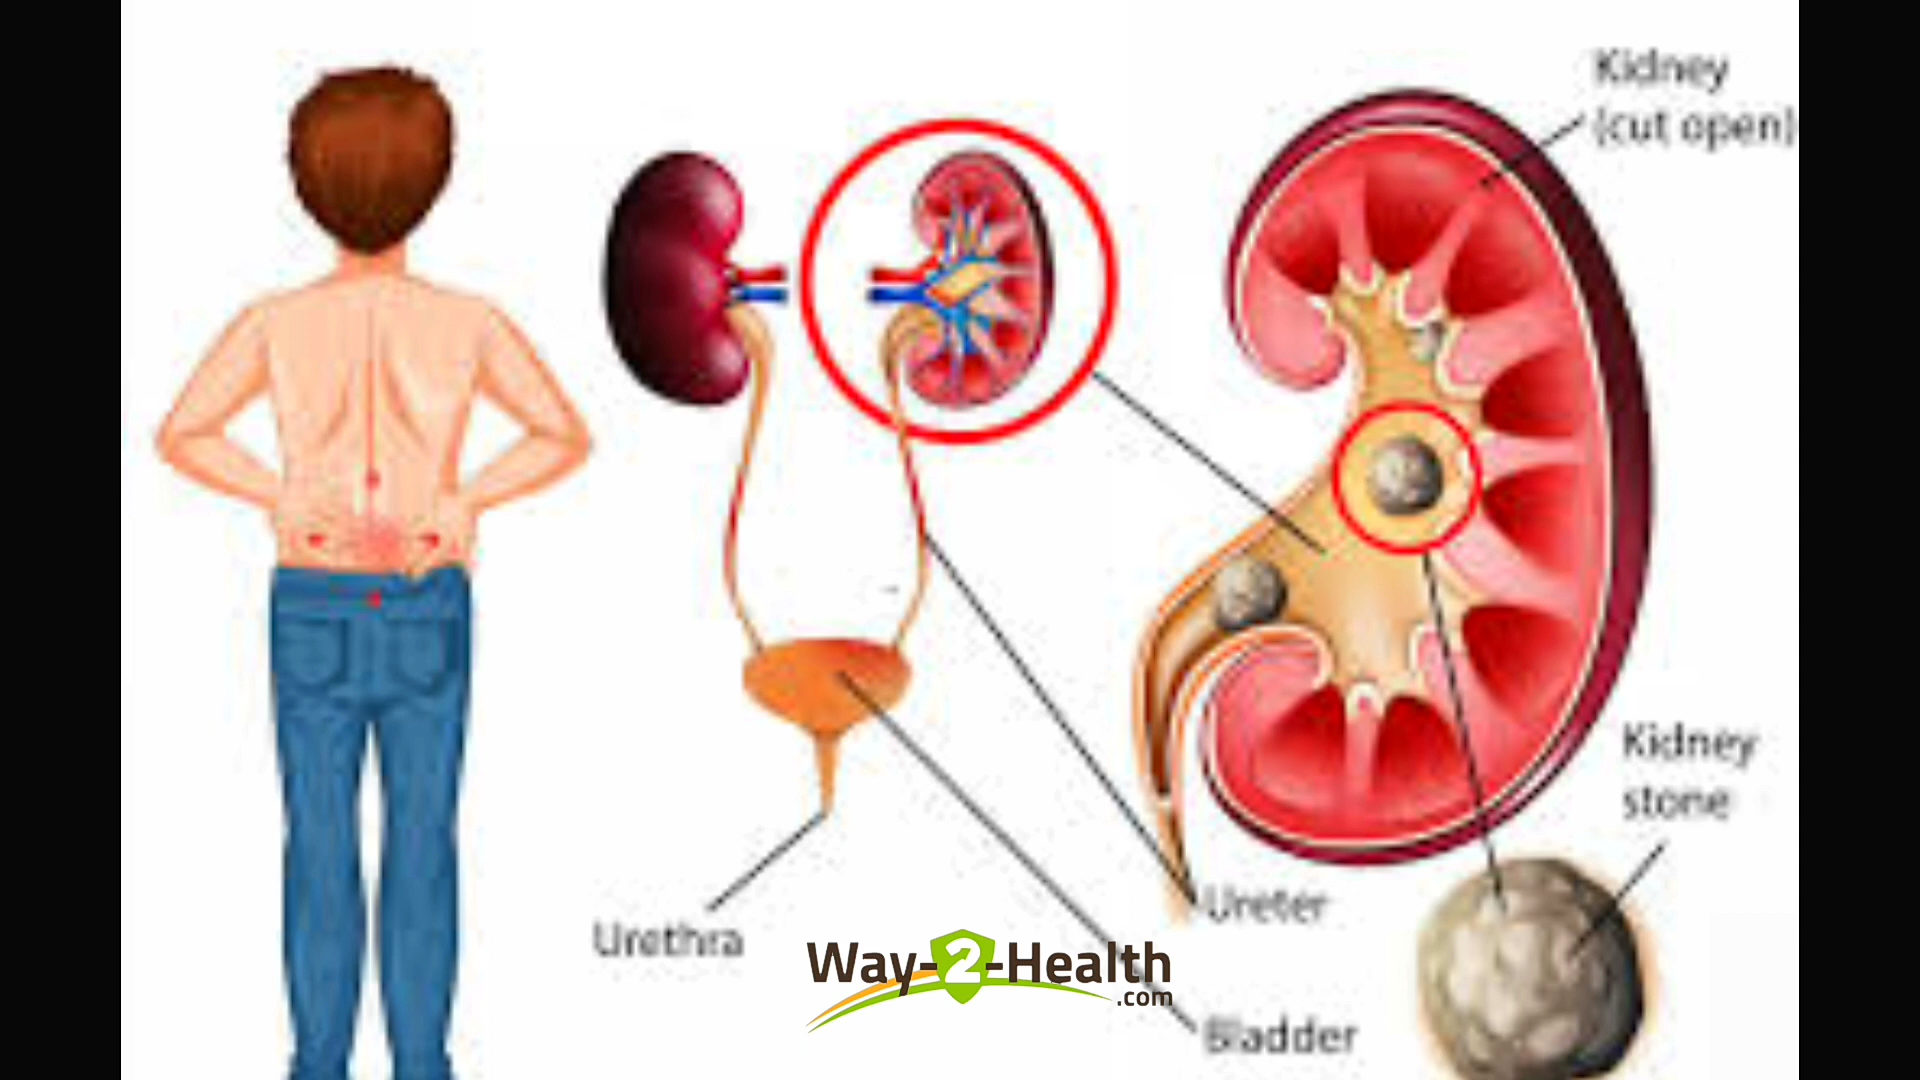 Kidney
(cut open)
Kidney
stone
Ureter
Urethra
Way-2-Health
.com
Bladder